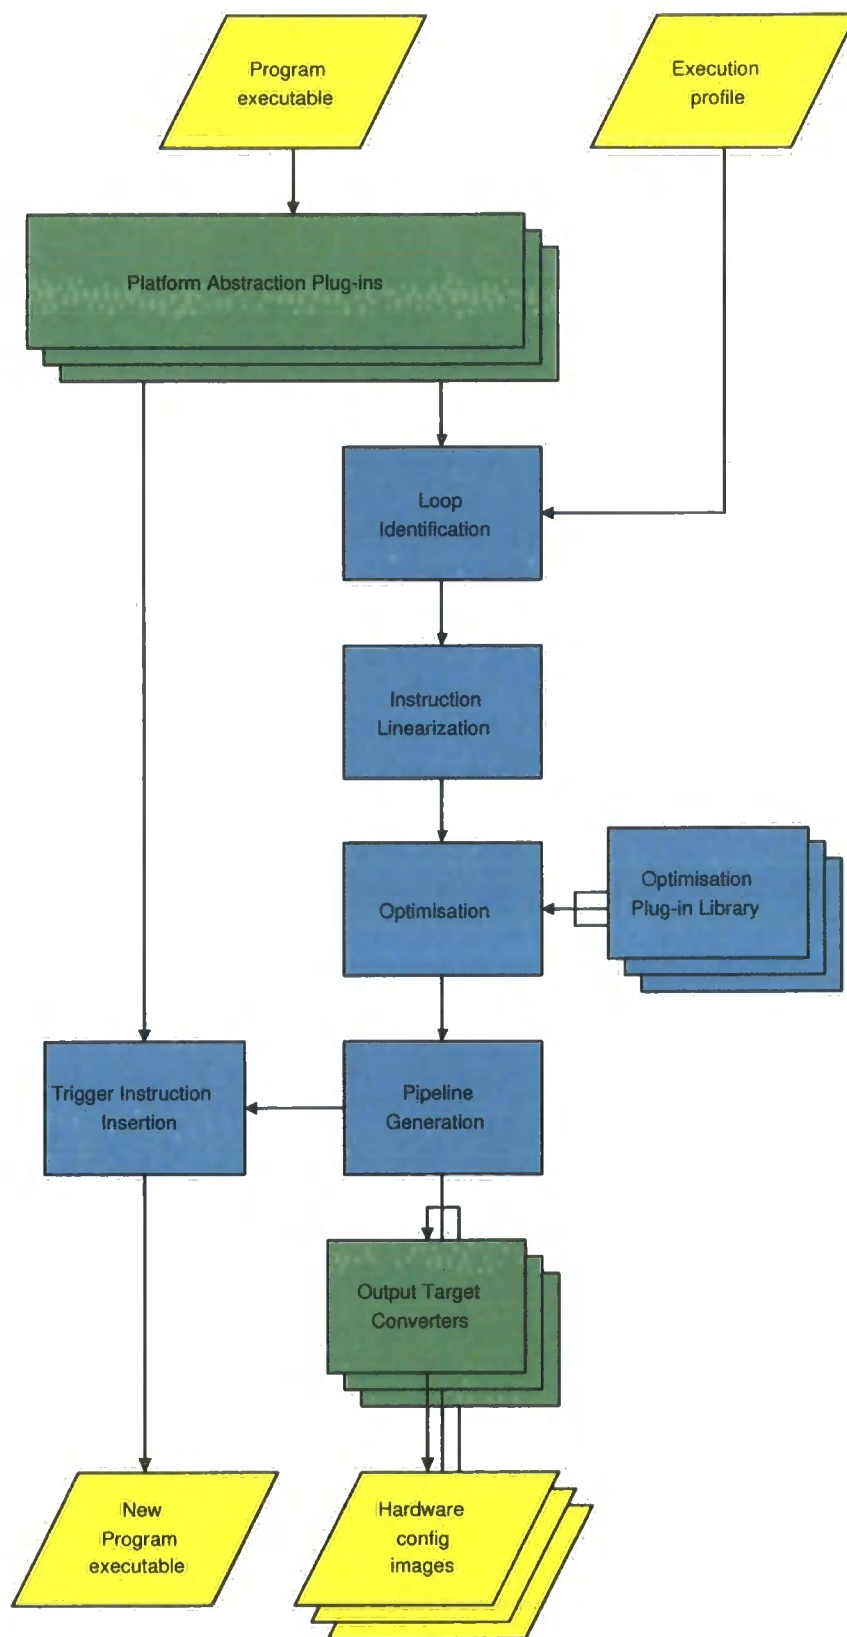 Program
executable
Execution
profile
Platform Abstraction Plug-ins
Loop
Identification
Instruction
Linearization
Optimisation
Optimisation
Plug-in Library
Trigger Instruction
Insertion
Pipeline
Generation
Output Target
Converters
New
Program
executable
Hardware
config
images